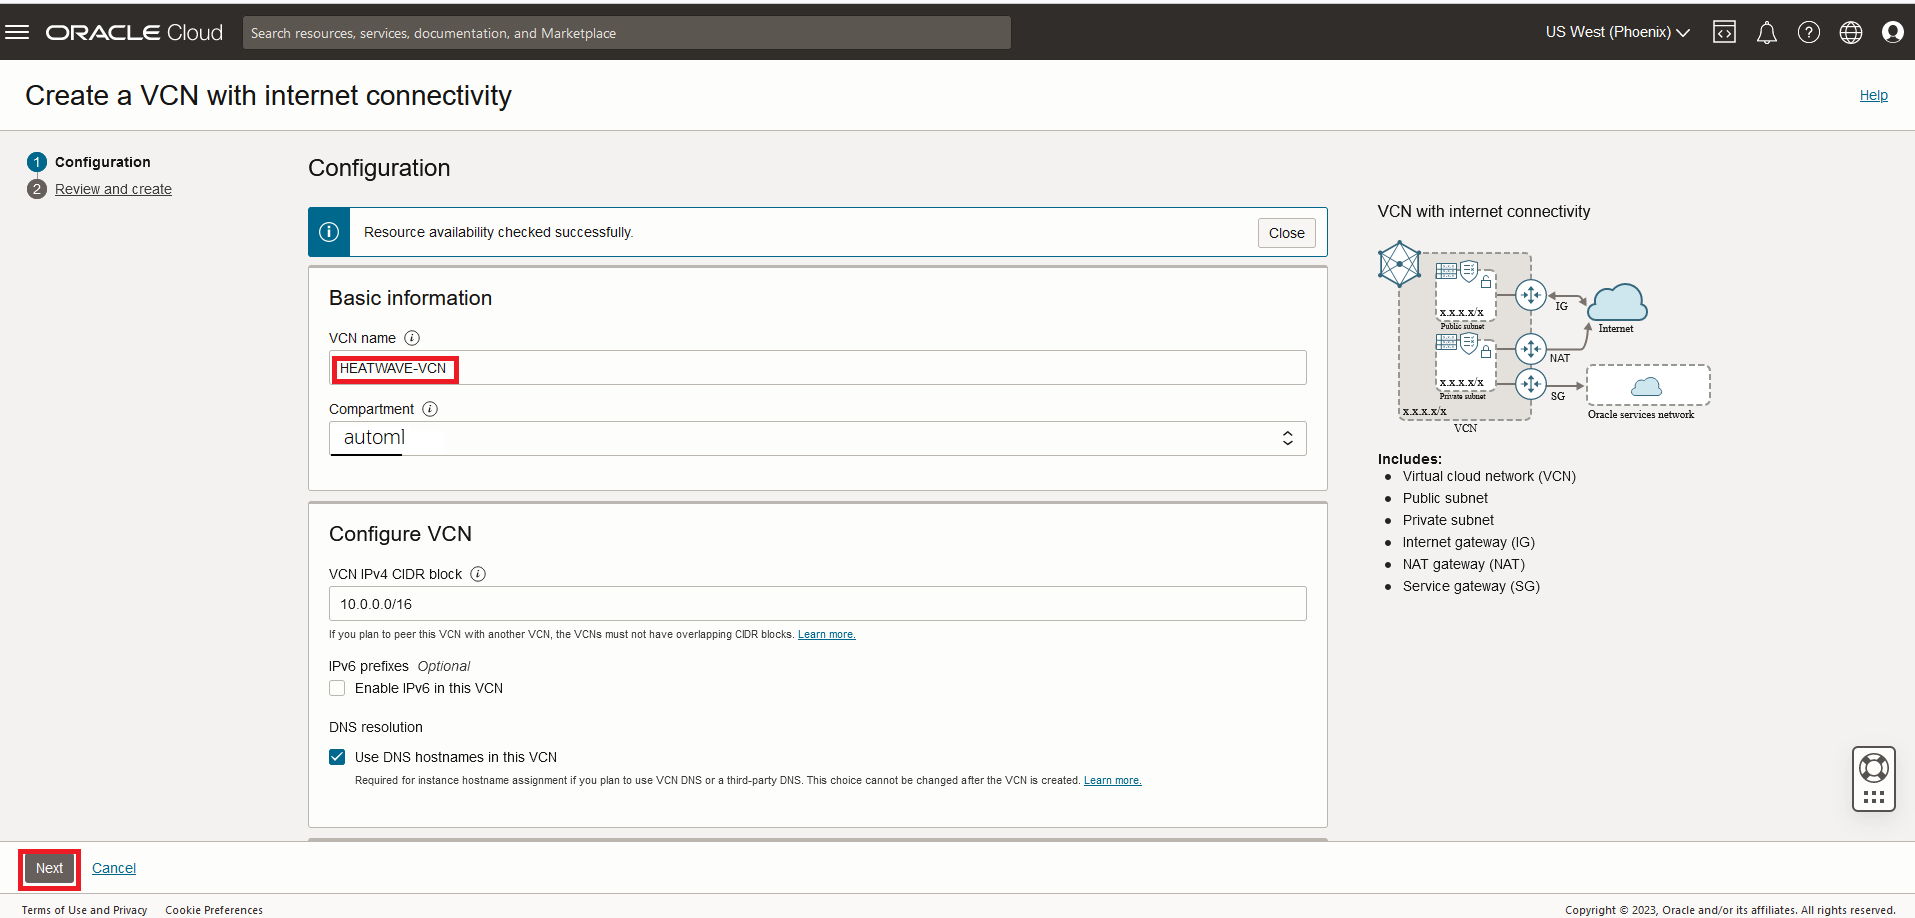 ORACLE Cloud
Search resources, services, documentation, and Marketplace
US West (Phoenix)
Create a VCN with internet connectivity
Help
1 Configuration
2 Review and create
Configuration
Resource availability checked successfully.
Close
Basic information
VCN name
HEATWAVE-VCN
Compartment
automl
Configure VCN
VCN IPv4 CIDR block
10.0.0.0/16
If you plan to peer this VCN with another VCN, the VCNs must not have overlapping CIDR blocks. Learn more.
IPv6 prefixes Optional
Enable IPv6 in this VCN
DNS resolution
Use DNS hostnames in this VCN
Required for instance hostname assignment if you plan to use VCN DNS or a third-party DNS. This choice cannot be changed after the VCN is created. Learn more.
VCN with internet connectivity
x.x.x.x/x
Public subnet
IG
Internet
NAT
x.x.x.x/x
Private subnet
SG
x.x.x.x/x
Oracle services network
VCN
Includes:
Virtual cloud network (VCN)
Public subnet
Private subnet
Internet gateway (IG)
NAT gateway (NAT)
Service gateway (SG)
Next
Cancel
Terms of Use and Privacy
Cookie Preferences
Copyright © 2023, Oracle and/or its affiliates. All rights reserved.